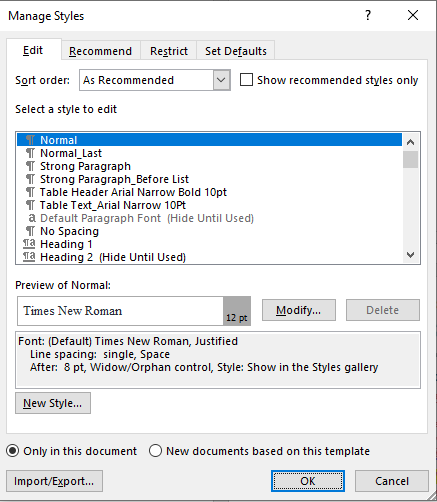 Manage Styles
Edit Recommend Restrict Set Defaults
Sort order: As Recommended Show recommended styles only
Select a style to edit
¶ Normal
¶ Normal_Last
¶ Strong Paragraph
¶ Strong Paragraph_Before List
¶ Table Header Arial Narrow Bold 10pt
¶ Table Text_Arial Narrow 10Pt
a Default Paragraph Font (Hide Until Used)
¶ No Spacing
¶a Heading 1
¶a Heading 2 (Hide Until Used)
Preview of Normal:
Times New Roman 12 pt Modify... Delete
Font: (Default) Times New Roman, Justified
Line spacing: single, Space
After: 8 pt, Widow/Orphan control, Style: Show in the Styles gallery
New Style...
Only in this document New documents based on this template
Import/Export... OK Cancel